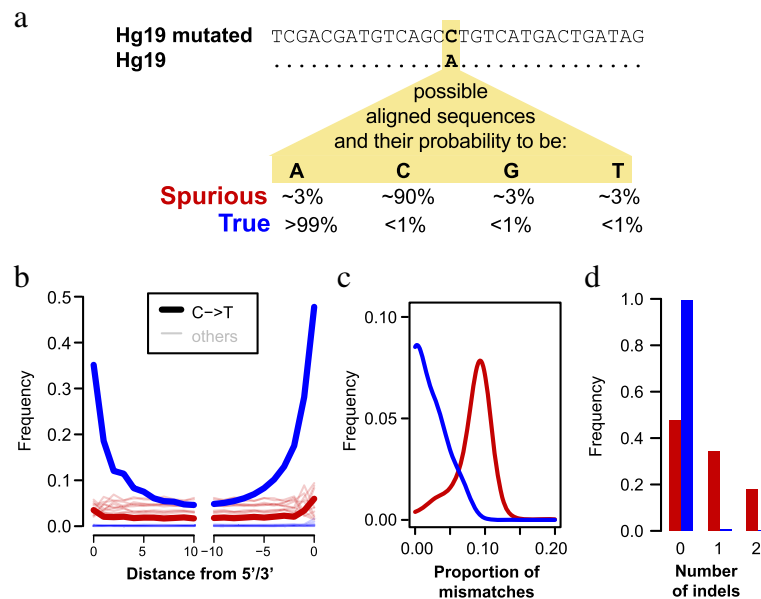 a
Hg19 mutated TCGACGATGTCAGCCTGTCATGACTGATAG
Hg19 ..............A...............
possible
aligned sequences
and their probability to be:
A C G T
Spurious ~3% ~90% ~3% ~3%
True >99% <1% <1% <1%
b
Frequency
0.5
0.4
0.3
0.2
0.1
0.0
C->T
others
0 5 10 -10 -5 0
Distance from 5'/3'
c
Frequency
0.10
0.05
0.00
0.00 0.10 0.20
Proportion of
mismatches
d
Frequency
1.0
0.8
0.6
0.4
0.2
0.0
0 1 2
Number
of indels